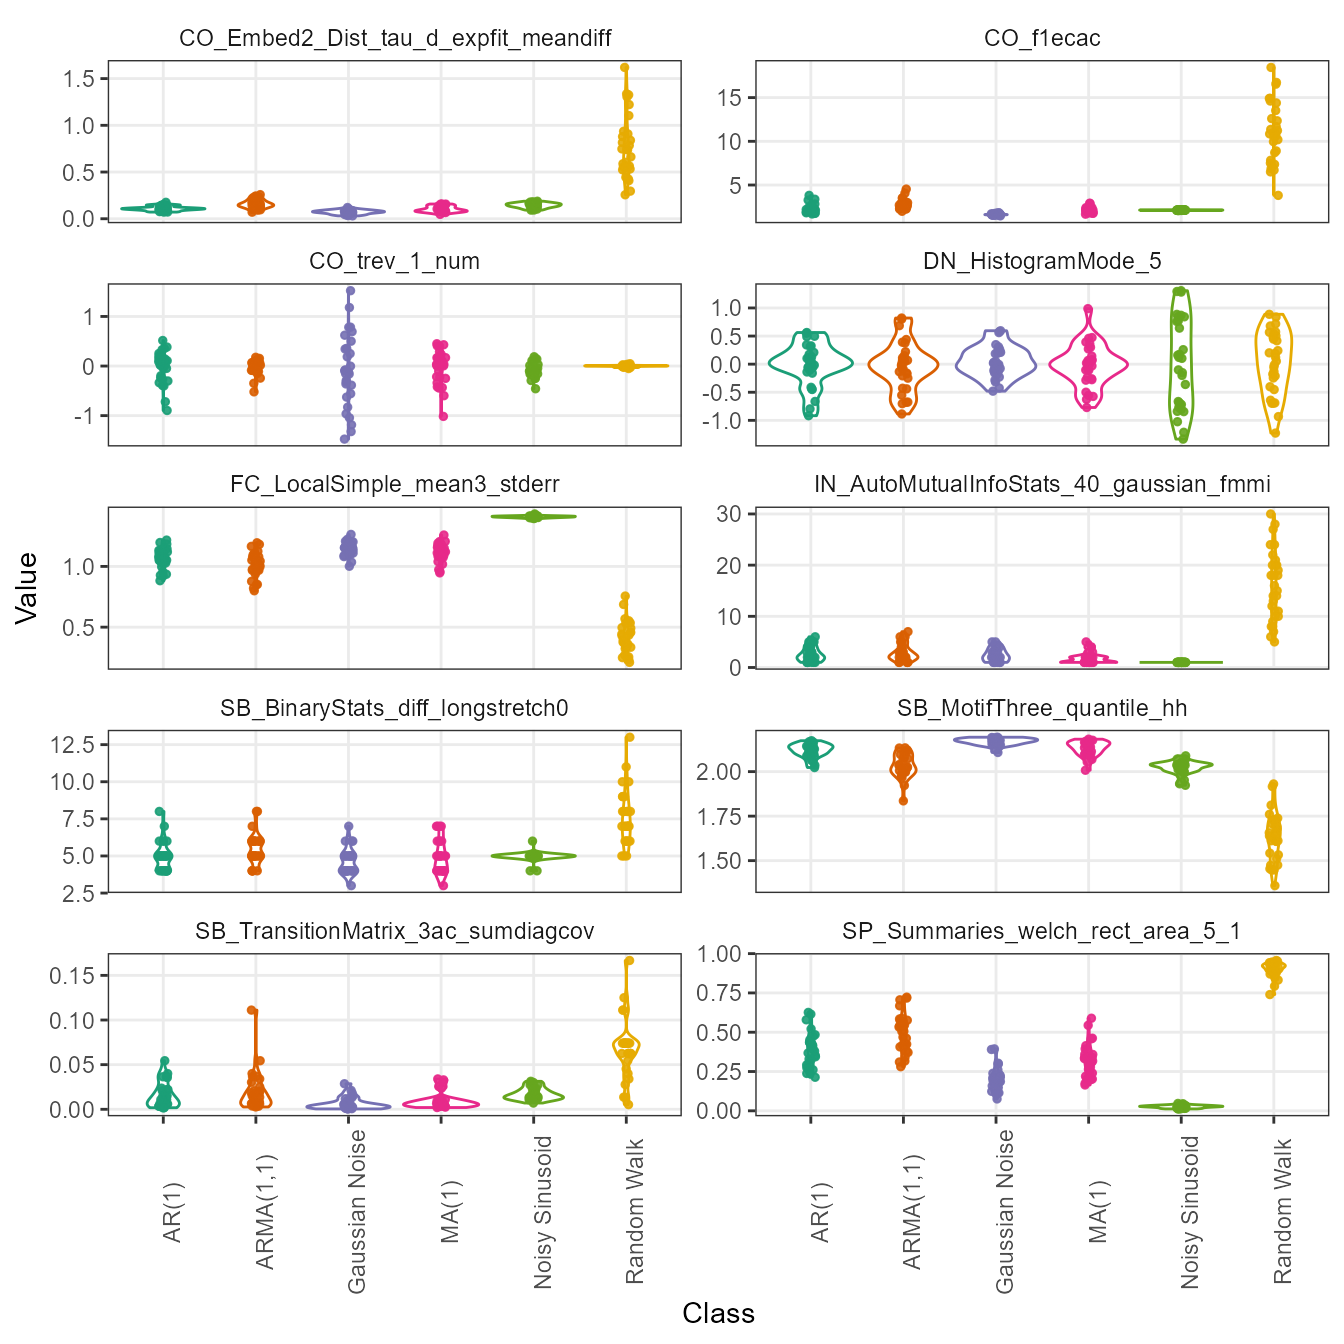 CO_Embed2_Dist_tau_d_expfit_meandiff
CO_f1ecac
1.5
1.0
0.5
0.0
15
10
5
CO_trev_1_num
DN_HistogramMode_5
1
0
-1
1.0
0.5
0.0
-0.5
-1.0
FC_LocalSimple_mean3_stderr
IN_AutoMutualInfoStats_40_gaussian_fmmi
1.0
0.5
30
20
10
0
Value
SB_BinaryStats_diff_longstretch0
SB_MotifThree_quantile_hh
12.5
10.0
7.5
5.0
2.5
2.00
1.75
1.50
SB_TransitionMatrix_3ac_sumdiagcov
SP_Summaries_welch_rect_area_5_1
0.15
0.10
0.05
0.00
1.00
0.75
0.50
0.25
0.00
AR(1)
ARMA(1,1)
Gaussian Noise
MA(1)
Noisy Sinusoid
Random Walk
AR(1)
ARMA(1,1)
Gaussian Noise
MA(1)
Noisy Sinusoid
Random Walk
Class